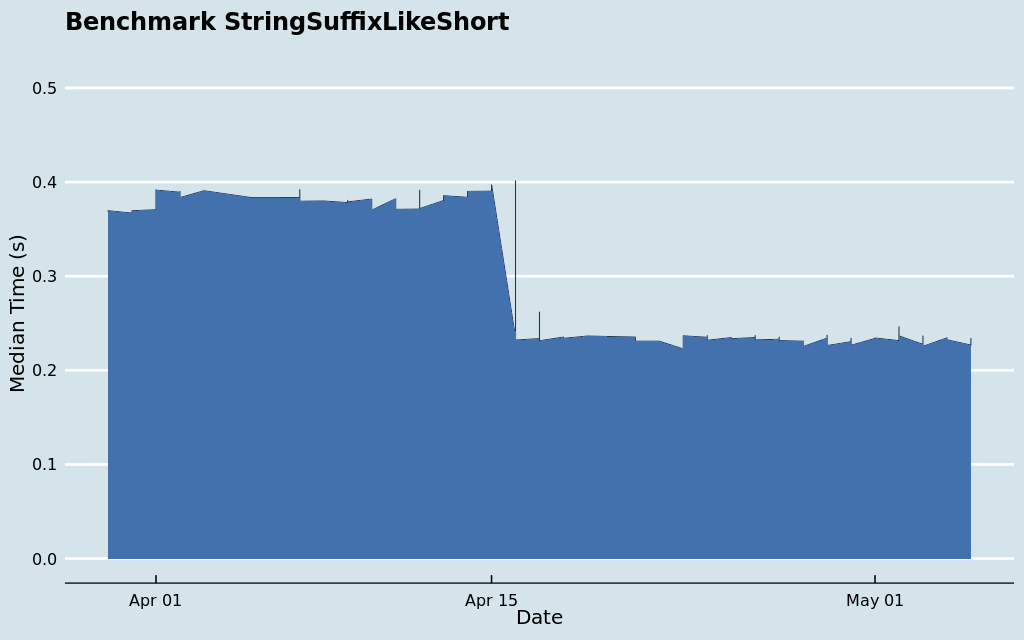 Benchmark StringSuffixLikeShort
Median Time (s)
0.5
0.4
0.3
0.2
0.1
0.0
Apr 01
Apr 15
May 01
Date